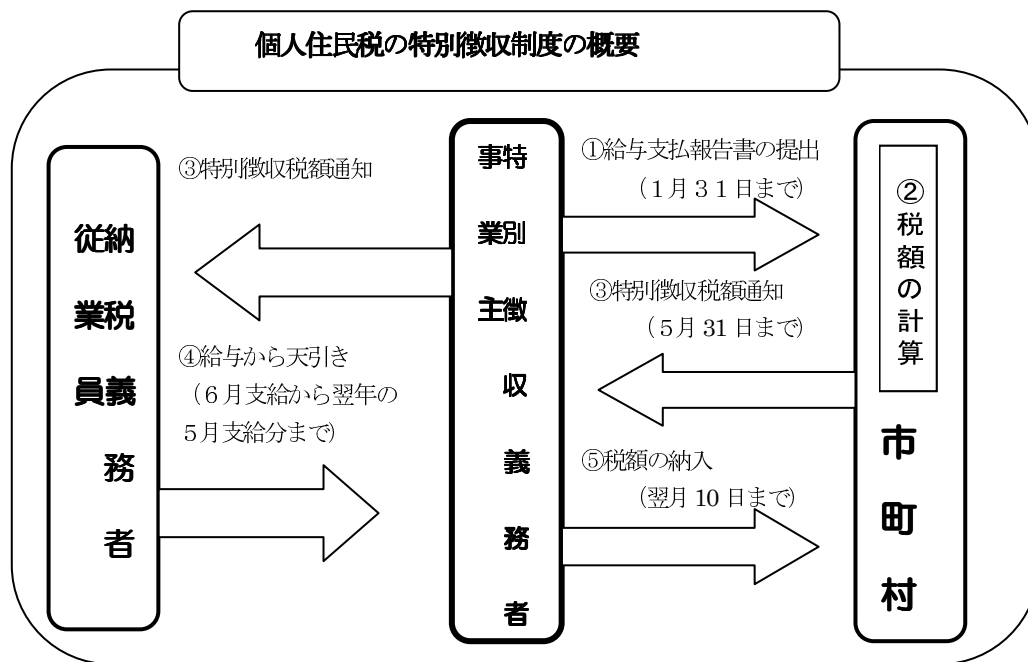 個人住民税の特別徴収制度の概要
納税義務者
従業員
③特別徴収税額通知
④給与から天引き
（６月支給から翌年の
５月支給分まで）
特別徴収義務者
事業主
①給与支払報告書の提出
（１月３１日まで）
③特別徴収税額通知
（５月 31 日まで）
⑤税額の納入
（翌月 10 日まで）
②税額の計算
市町村